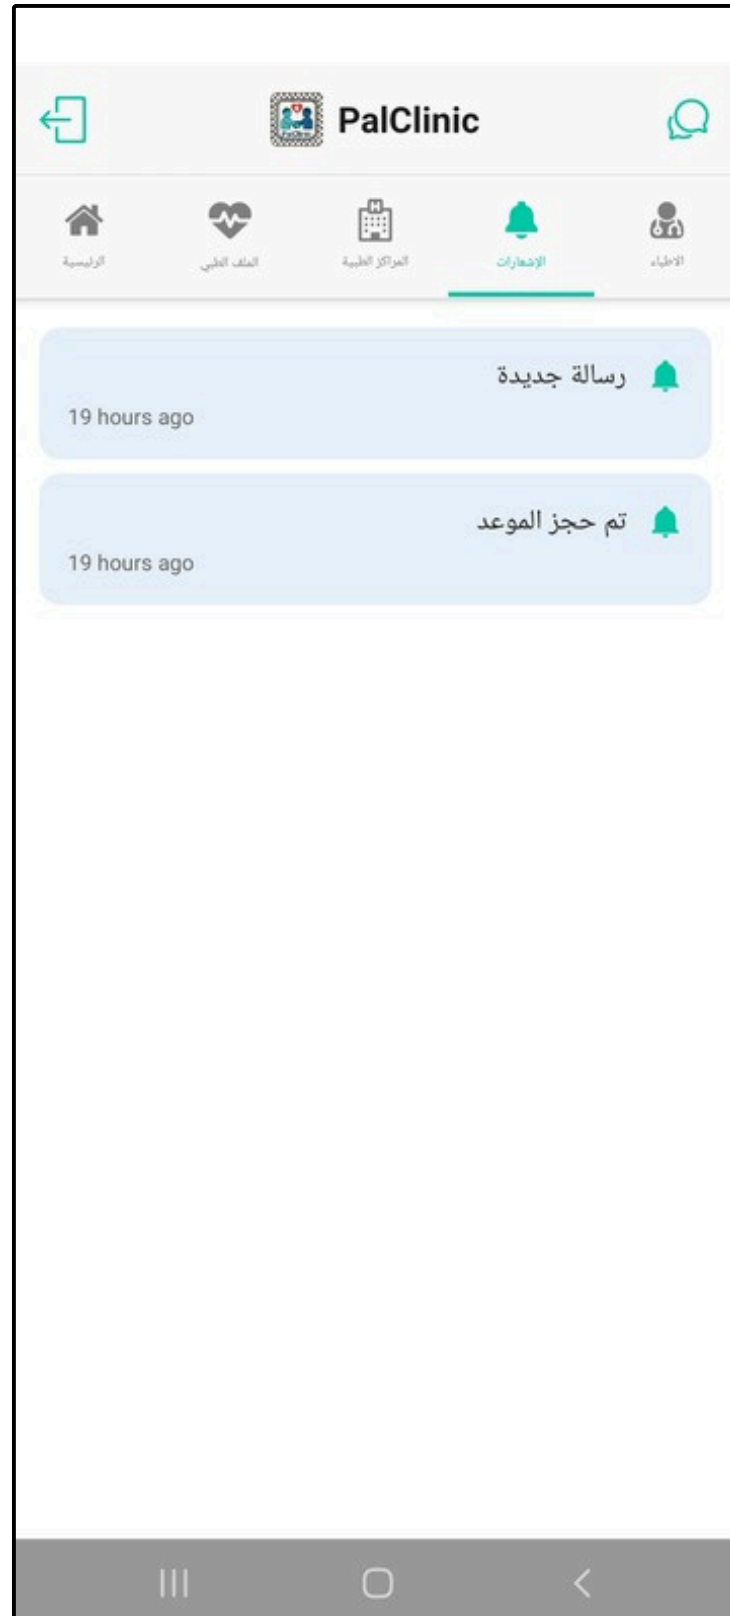 PalClinic
الاطباء
الإشعارات
المراكز الطبية
الملف الطبي
الرئيسية
رسالة جديدة
19 hours ago
تم حجز الموعد
19 hours ago